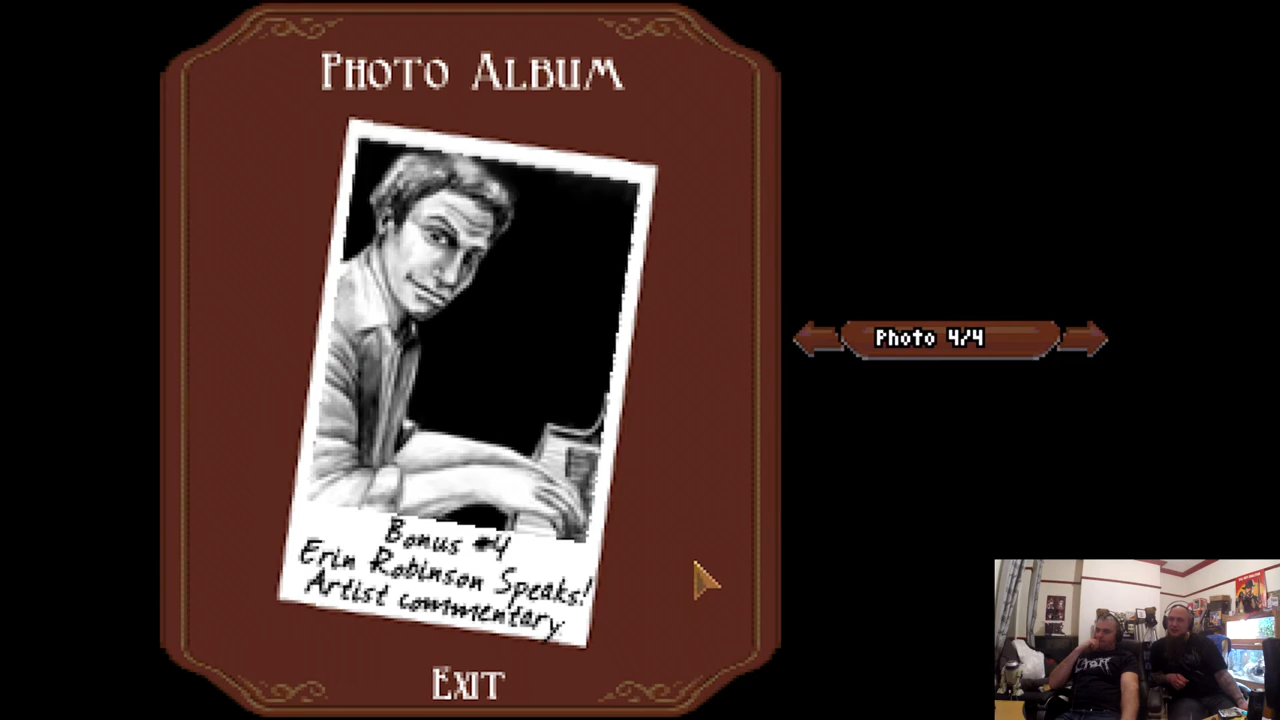 Photo Album
Bonus #4
Erin Robinson Speaks!
Artist commentary.
Exit
Photo 4/4